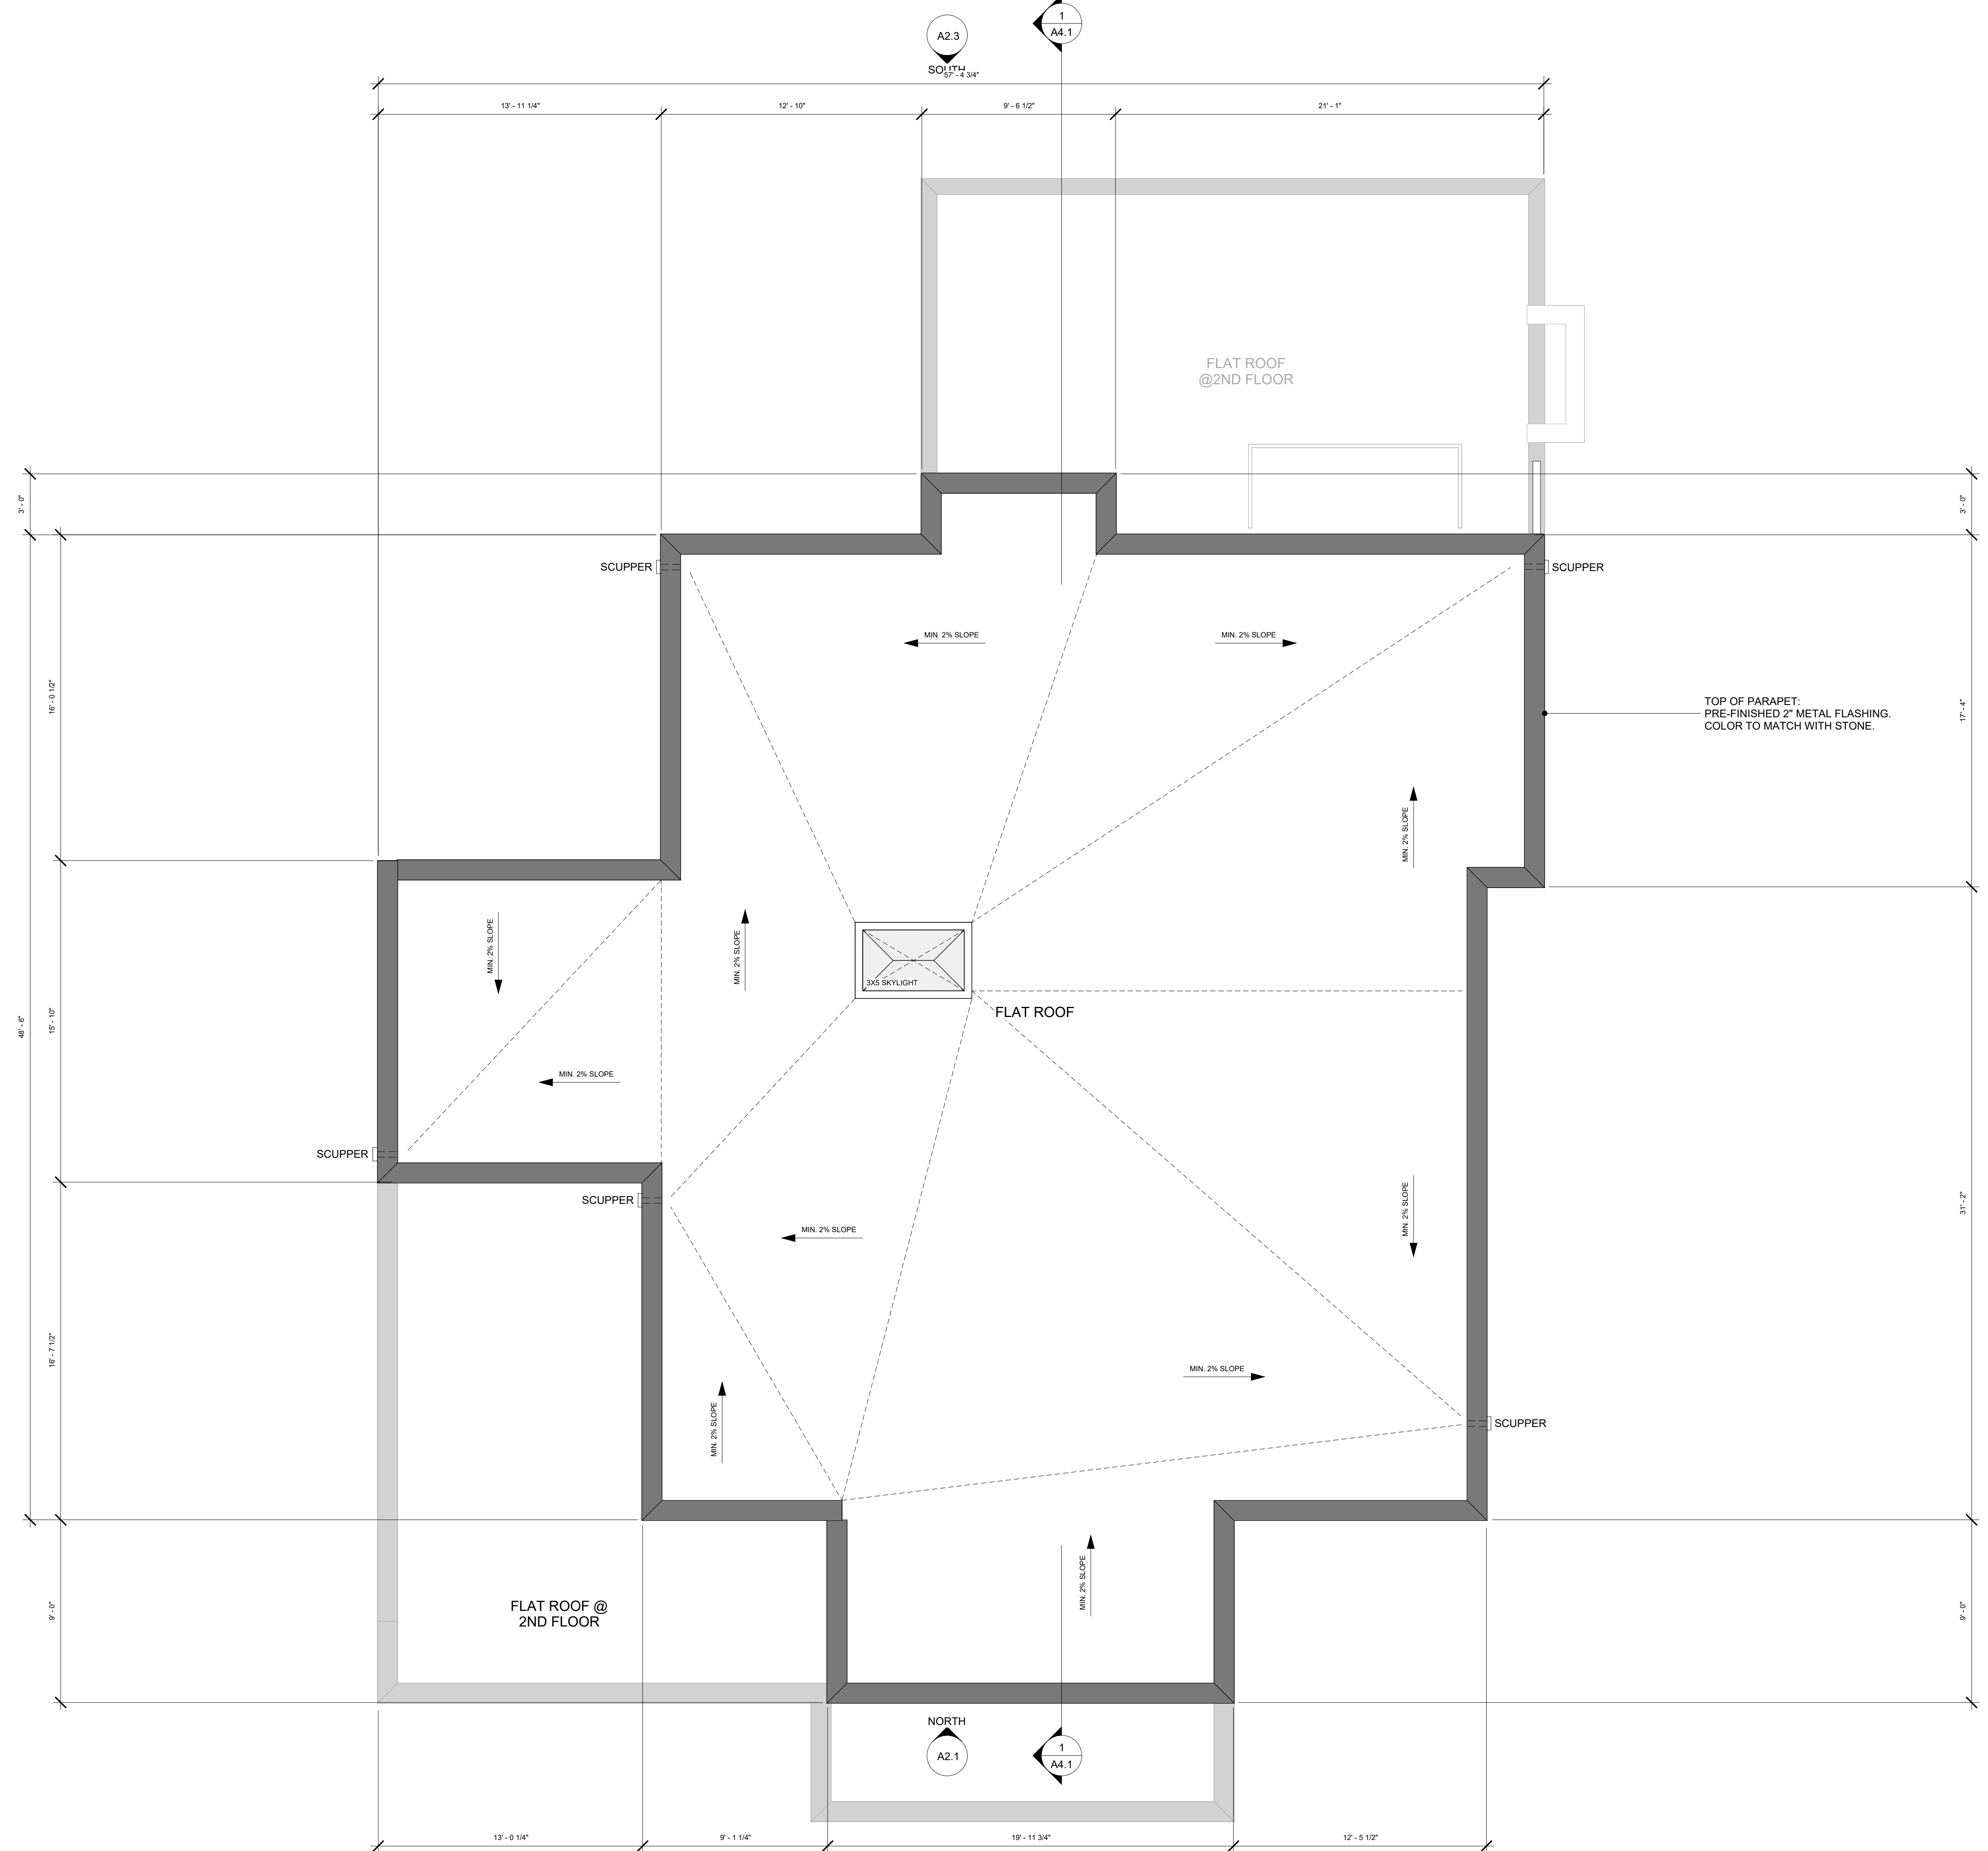 1
A4.1
A2.3
SOUTH
57' - 4 3/4"
13' - 11 1/4"
12' - 10"
9' - 6 1/2"
21' - 1"
FLAT ROOF
@2ND FLOOR
3' - 0"
3' - 0"
SCUPPER
SCUPPER
MIN. 2% SLOPE
MIN. 2% SLOPE
16' - 0 1/2"
TOP OF PARAPET:
PRE-FINISHED 2" METAL FLASHING.
COLOR TO MATCH WITH STONE.
17' - 4"
MIN. 2% SLOPE
MIN. 2% SLOPE
MIN. 2% SLOPE
3X5 SKYLIGHT
FLAT ROOF
48' - 6"
15' - 10"
MIN. 2% SLOPE
SCUPPER
SCUPPER
MIN. 2% SLOPE
MIN. 2% SLOPE
31' - 2"
16' - 7 1/2"
MIN. 2% SLOPE
MIN. 2% SLOPE
SCUPPER
MIN. 2% SLOPE
9' - 0"
FLAT ROOF @
2ND FLOOR
9' - 0"
NORTH
A2.1
1
A4.1
13' - 0 1/4"
9' - 1 1/4"
19' - 11 3/4"
12' - 5 1/2"